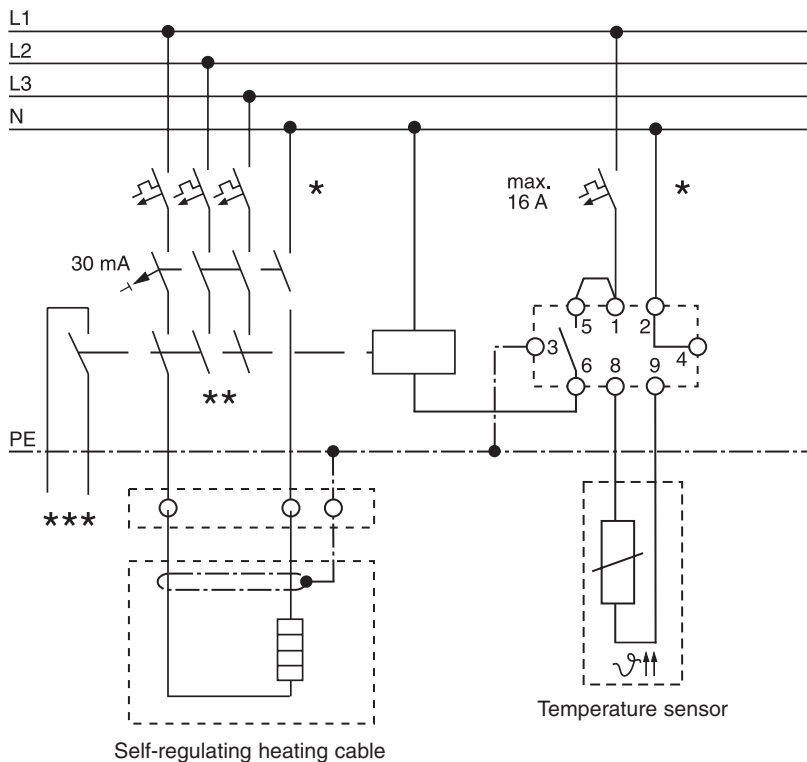 L1
L2
L3
N
*
max.
16 A
*
30 mA
5 1 2
3
4
6 8 9
**
PE
***
ϑ
Temperature sensor
Self-regulating heating cable